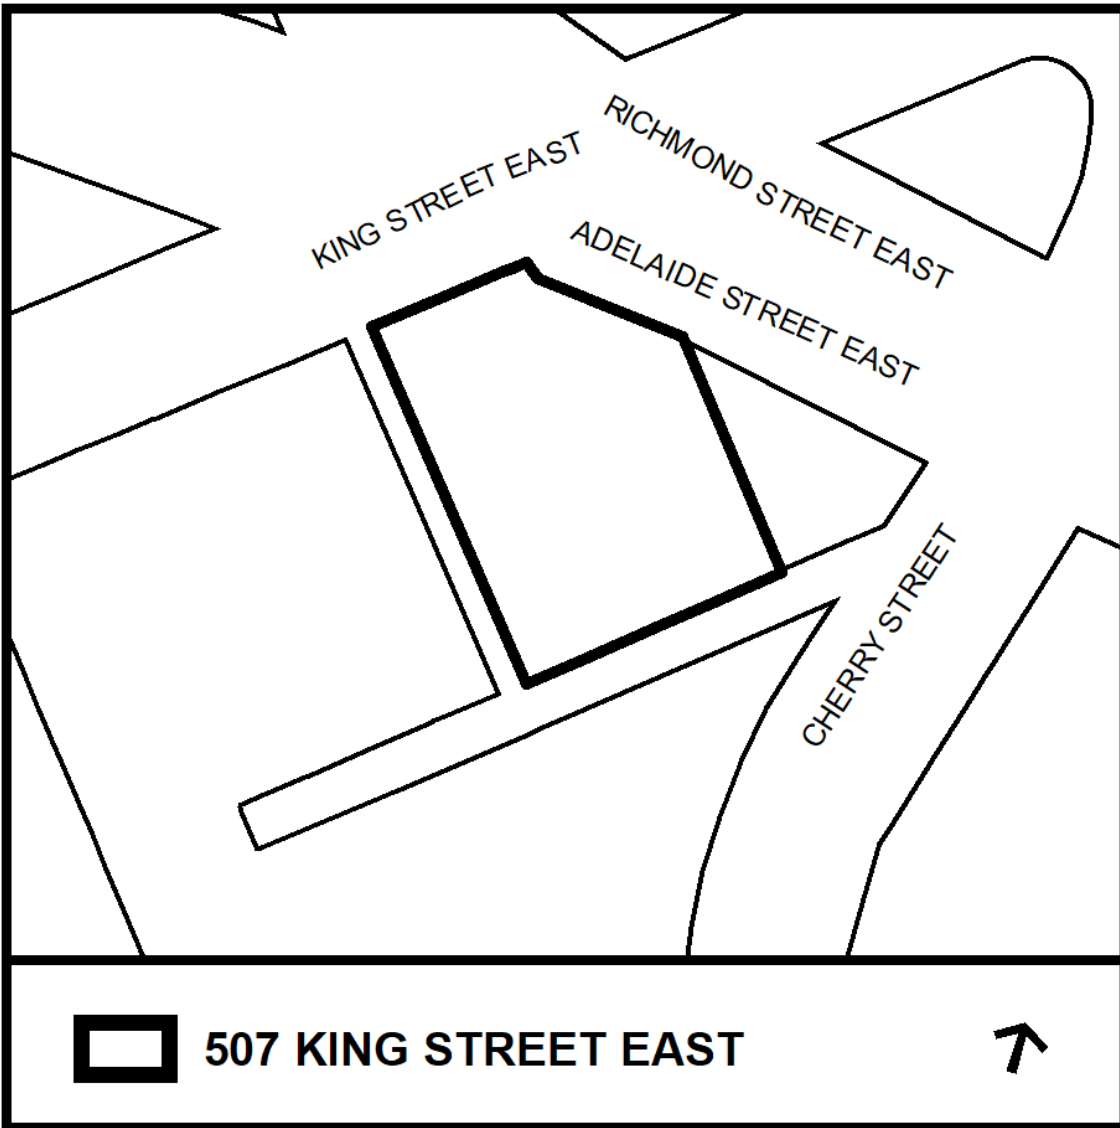 RICHMOND STREET EAST
KING STREET EAST
ADELAIDE STREET EAST
CHERRY STREET
507 KING STREET EAST